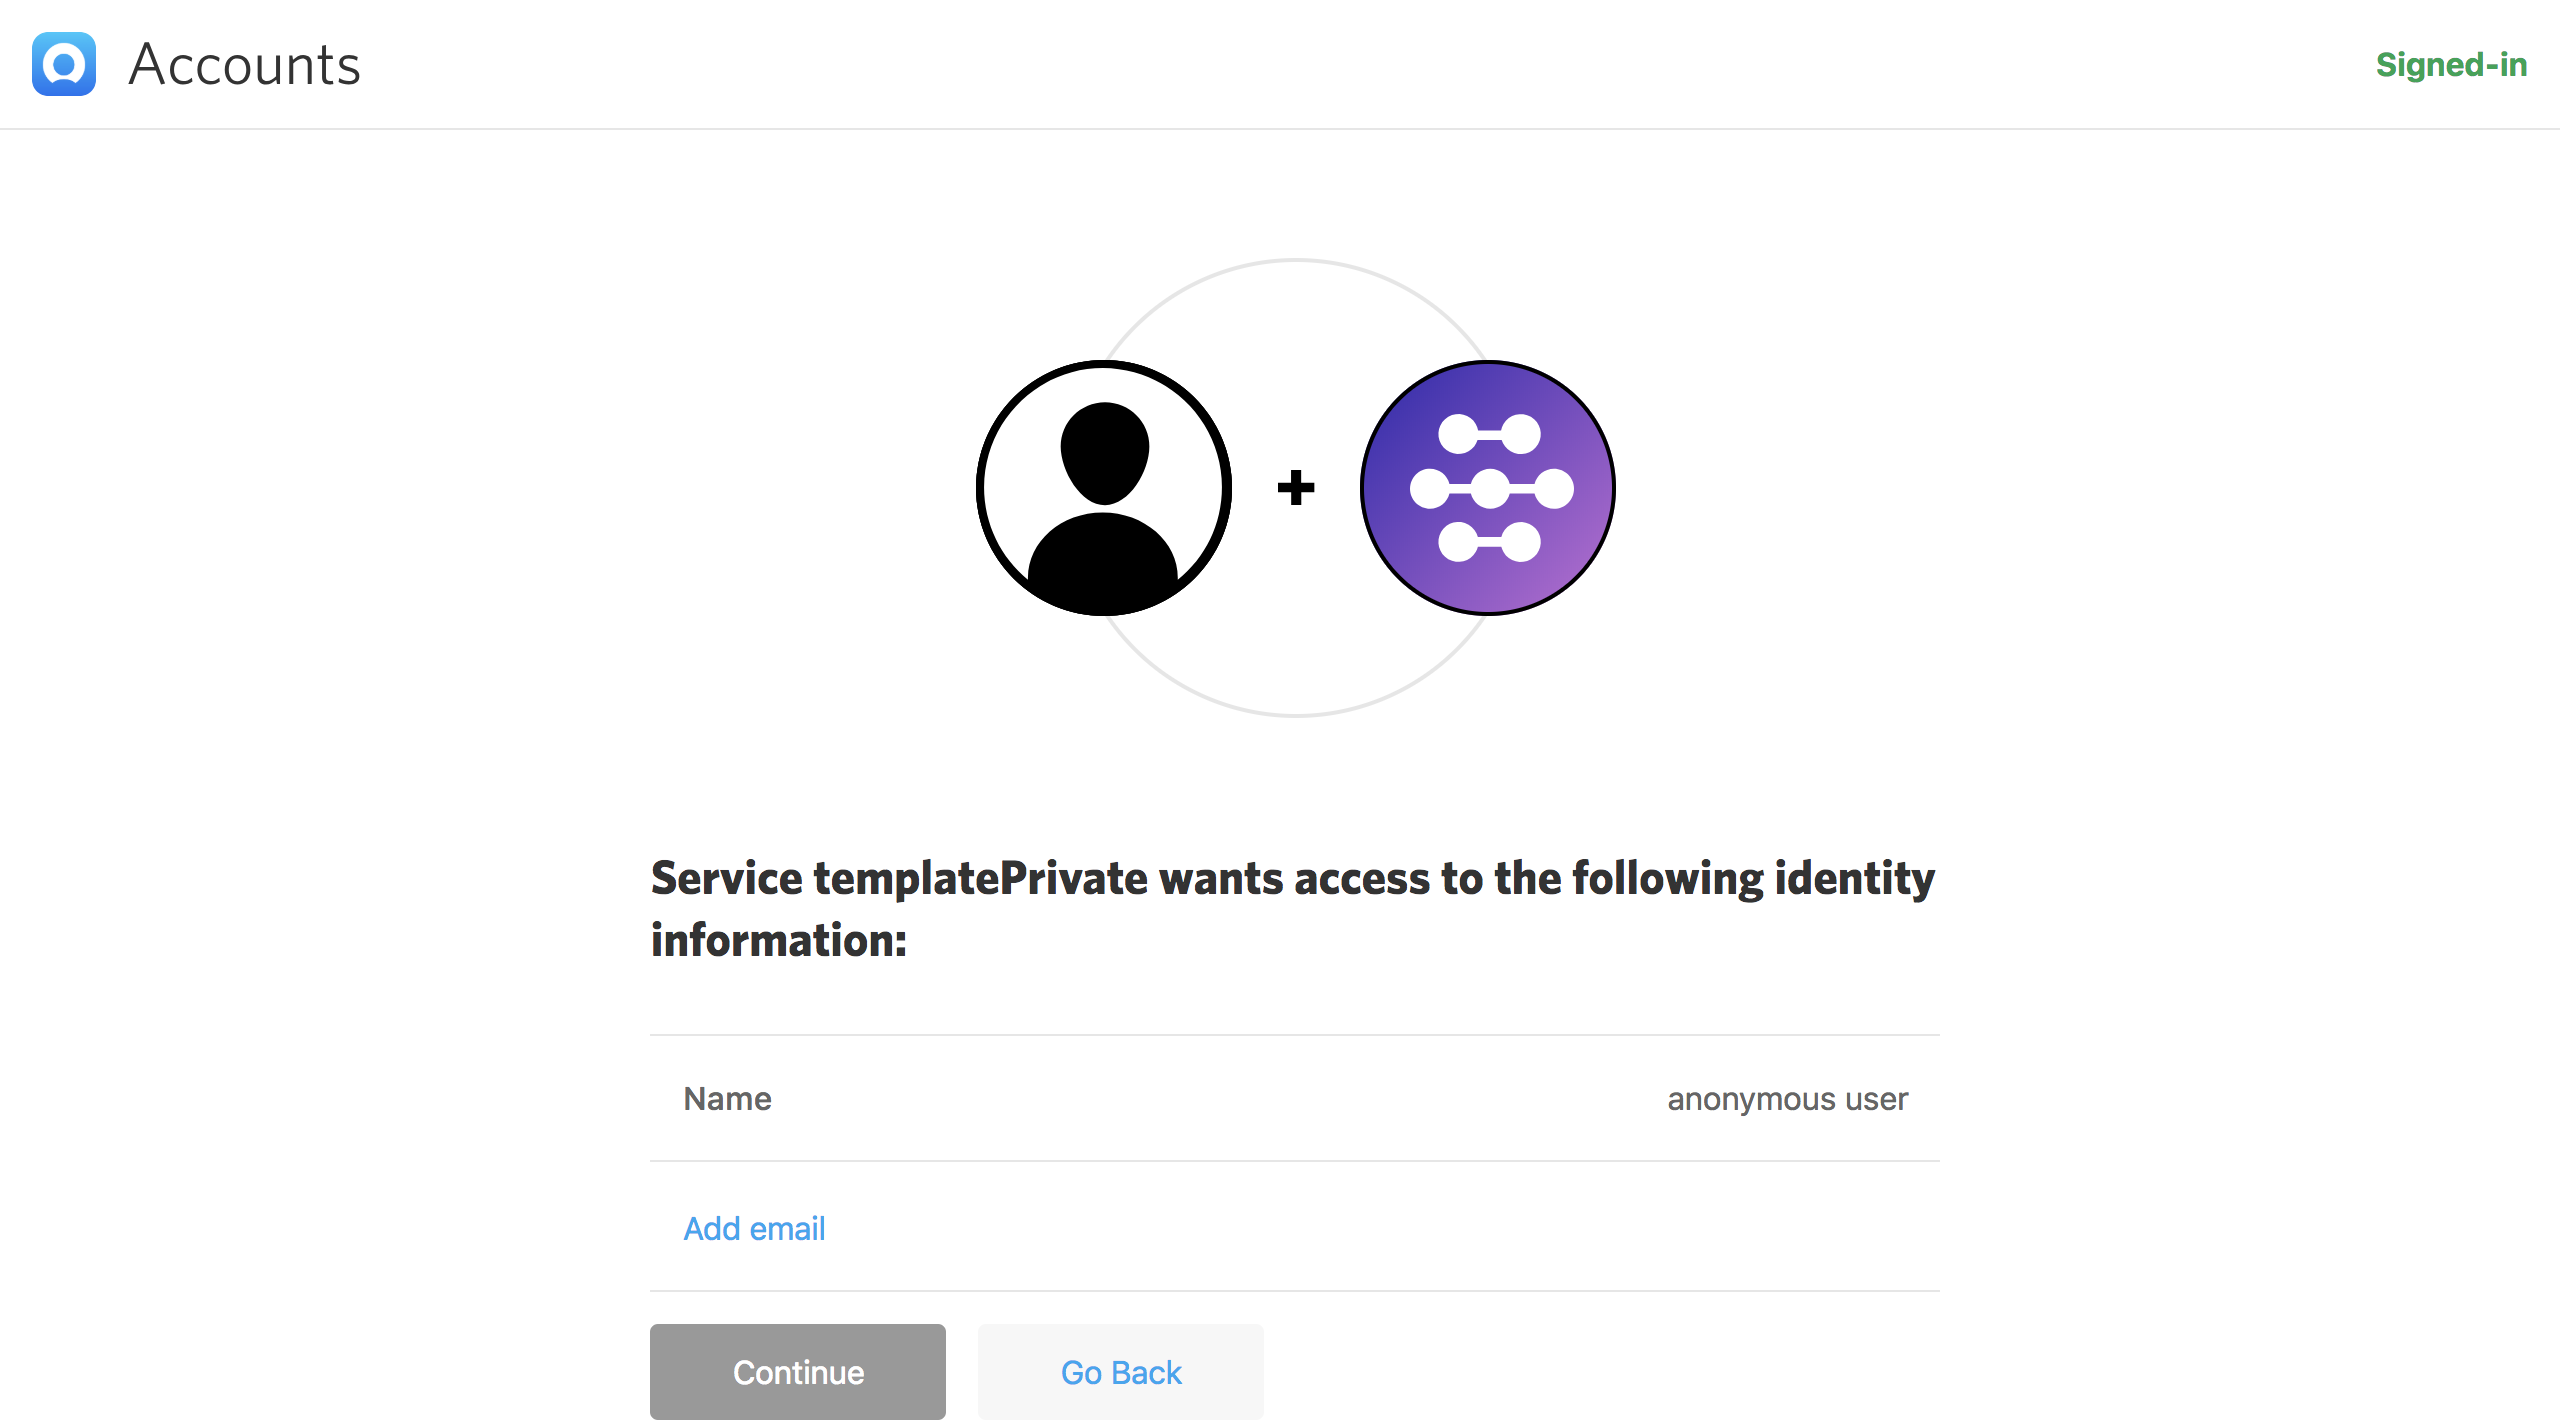 Accounts
Signed-in
Service templatePrivate wants access to the following identity
information:
Name
anonymous user
Add email
Continue
Go Back